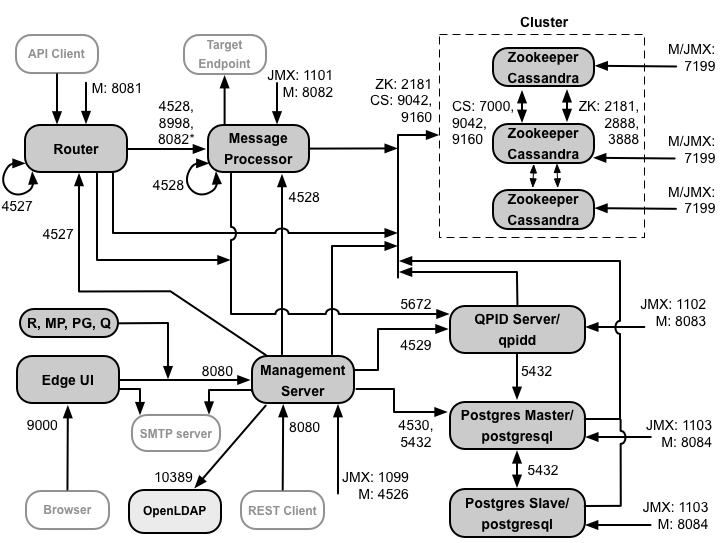 Cluster
API Client
Target
Endpoint
M: 8081
JMX: 1101
M: 8082
ZK: 2181
CS: 9042,
9160
Zookeeper
Cassandra
M/JMX:
7199
4528,
8998,
8082*
CS: 7000,
9042,
9160
ZK: 2181,
2888,
3888
Router
Message
Processor
Zookeeper
Cassandra
M/JMX:
7199
4527
4528
4528
Zookeeper
Cassandra
M/JMX:
7199
4527
5672
4529
QPID Server/
qpidd
JMX: 1102
M: 8083
R, MP, PG, Q
Edge UI
8080
Management
Server
5432
9000
SMTP server
8080
4530,
5432
Postgres Master/
postgresql
JMX: 1103
M: 8084
10389
JMX: 1099
M: 4526
5432
Browser
OpenLDAP
REST Client
Postgres Slave/
postgresql
JMX: 1103
M: 8084